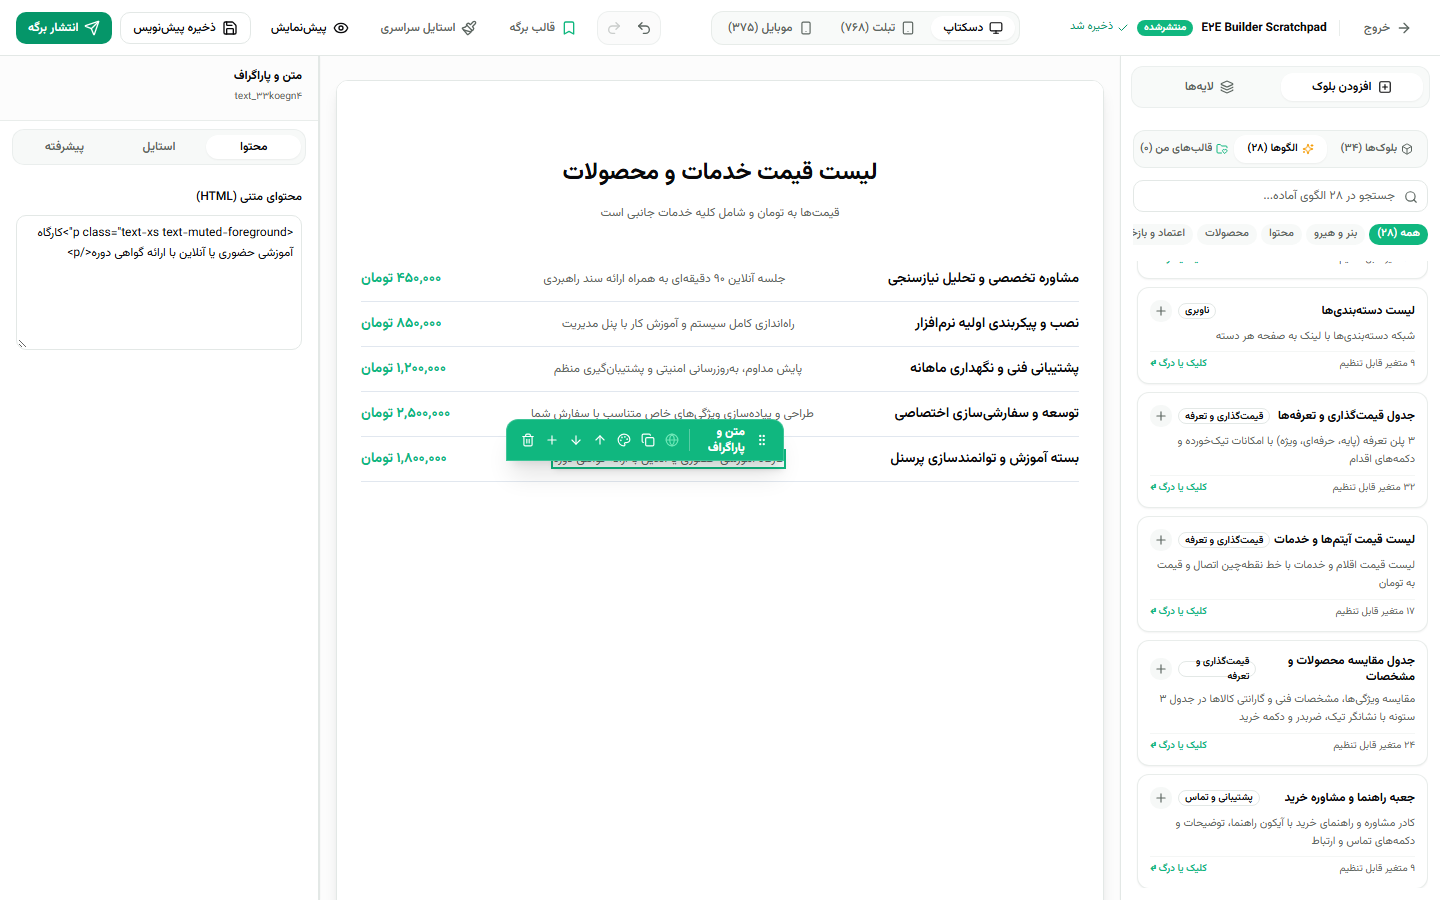 خروج
E۲E Builder Scratchpad
منتشرشده
ذخیره شد
دسکتاپ
تبلت (۷۶۸)
موبایل (۳۷۵)
قالب برگه
استایل سراسری
پیش‌نمایش
ذخیره پیش‌نویس
انتشار برگه
افزودن بلوک
لایه‌ها
بلوک‌ها (۳۴)
الگوها (۲۸)
قالب‌های من (۰)
جستجو در ۲۸ الگوی آماده...
همه (۲۸)
بنر و هیرو
محتوا
محصولات
اعتماد و بازخ
لیست دسته‌بندی‌ها
ناوبری
شبکه دسته‌بندی‌ها با لینک به صفحه هر دسته
۹ متغیر قابل تنظیم
کلیک یا درگ
جدول قیمت‌گذاری و تعرفه‌ها
قیمت‌گذاری و تعرفه
۳ پلن تعرفه (پایه، حرفه‌ای، ویژه) با امکانات تیک‌خورده و
دکمه‌های اقدام
۳۲ متغیر قابل تنظیم
کلیک یا درگ
لیست قیمت آیتم‌ها و خدمات
قیمت‌گذاری و تعرفه
لیست قیمت اقلام و خدمات با خط نقطه‌چین اتصال و قیمت
به تومان
۱۷ متغیر قابل تنظیم
کلیک یا درگ
جدول مقایسه محصولات و
مشخصات
قیمت‌گذاری و
تعرفه
مقایسه ویژگی‌ها، مشخصات فنی و گارانتی کالاها در جدول ۳
ستونه با نشانگر تیک، ضربدر و دکمه خرید
۲۴ متغیر قابل تنظیم
کلیک یا درگ
جعبه راهنما و مشاوره خرید
پشتیبانی و تماس
کادر مشاوره و راهنمای خرید با آیکون راهنما، توضیحات و
دکمه‌های تماس و ارتباط
۹ متغیر قابل تنظیم
کلیک یا درگ
لیست قیمت خدمات و محصولات
قیمت‌ها به تومان و شامل کلیه خدمات جانبی است
مشاوره تخصصی و تحلیل نیازسنجی
جلسه آنلاین ۹۰ دقیقه‌ای به همراه ارائه سند راهبردی
۴۵۰,۰۰۰ تومان
نصب و پیکربندی اولیه نرم‌افزار
راه‌اندازی کامل سیستم و آموزش کار با پنل مدیریت
۸۵۰,۰۰۰ تومان
پشتیبانی فنی و نگهداری ماهانه
پایش مداوم، به‌روزرسانی امنیتی و پشتیبان‌گیری منظم
۱,۲۰۰,۰۰۰ تومان
توسعه و سفارشی‌سازی اختصاصی
طراحی و پیاده‌سازی ویژگی‌های خاص متناسب با سفارش شما
۲,۵۰۰,۰۰۰ تومان
متن و
پاراگراف
بسته آموزش و توانمندسازی پرسنل
۱,۸۰۰,۰۰۰ تومان
متن و پاراگراف
text_۳۳koegn۴
محتوا
استایل
پیشرفته
محتوای متنی (HTML)
<p class="text-xs text-muted-foreground">کارگاه
آموزشی حضوری یا آنلاین با ارائه گواهی دوره</p>